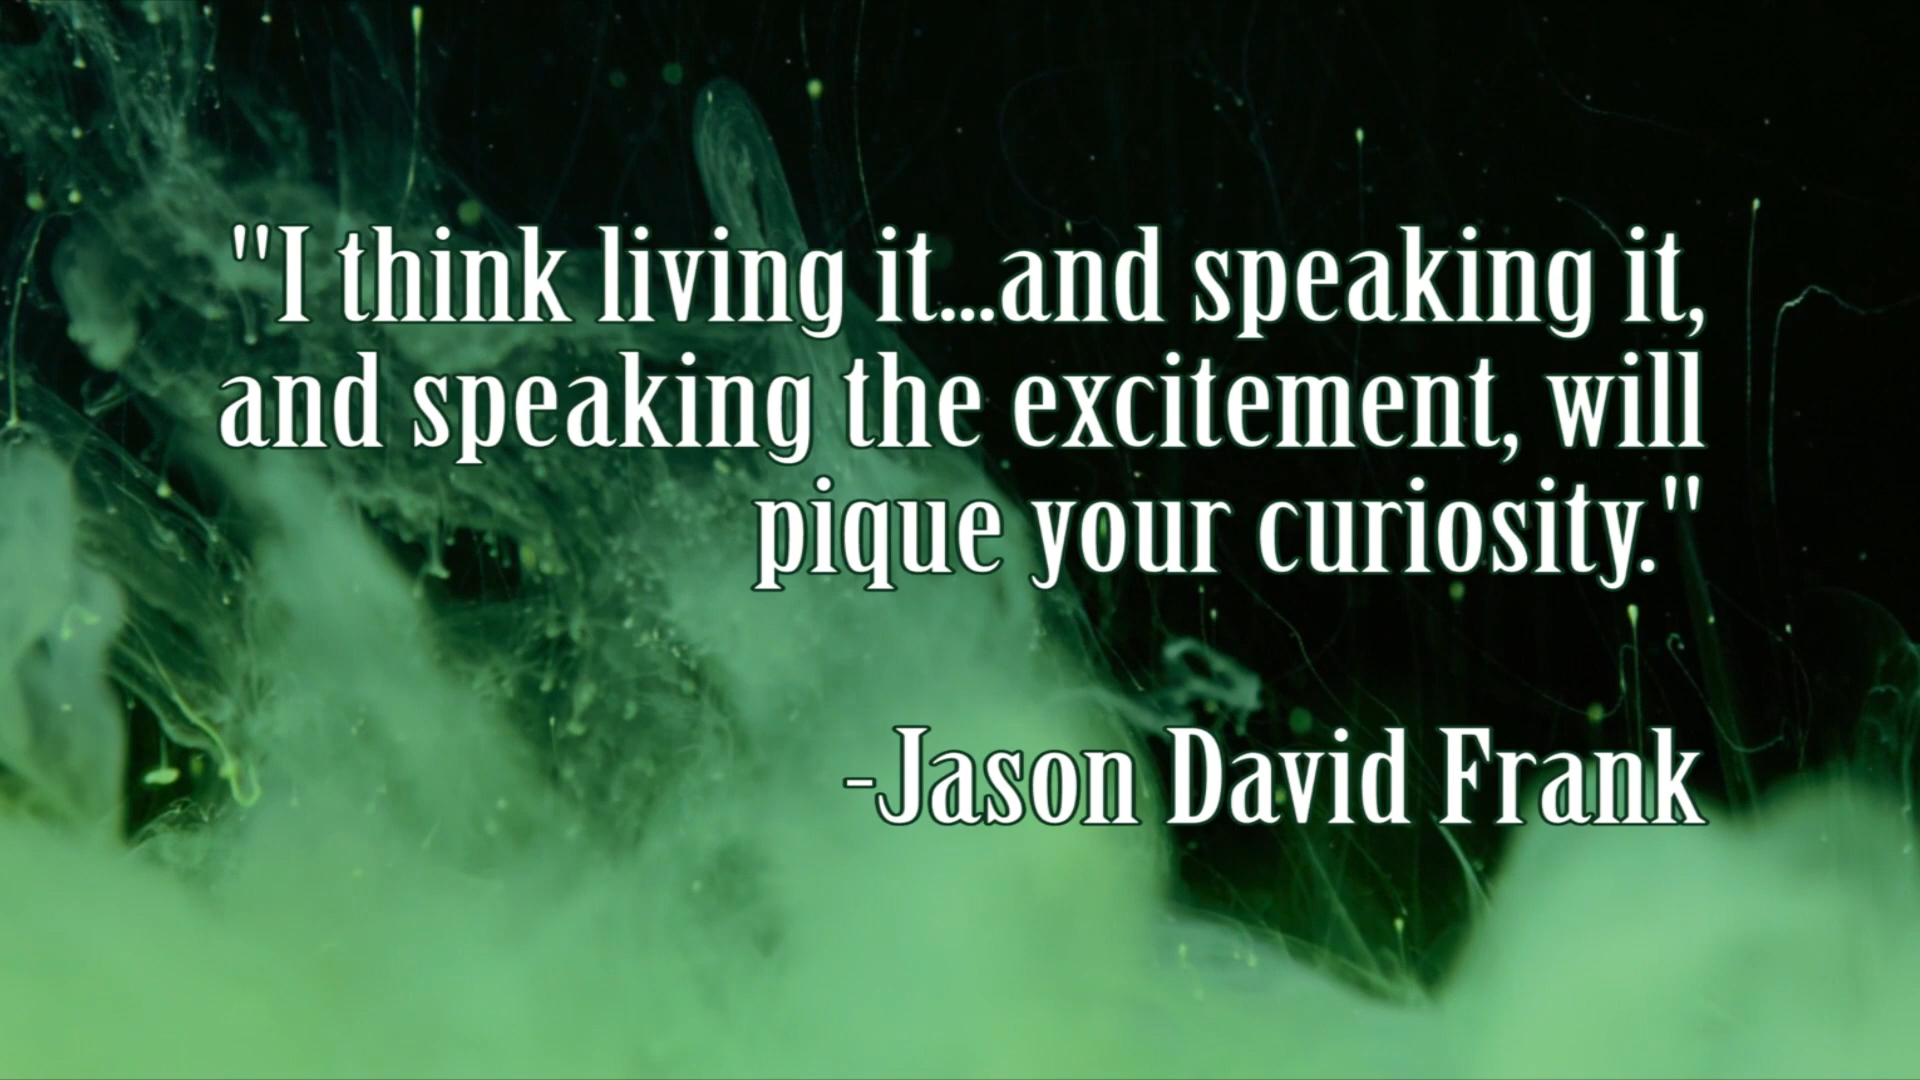 "I think living it...and speaking it,
and speaking the excitement, will
pique your curiosity."
-Jason David Frank